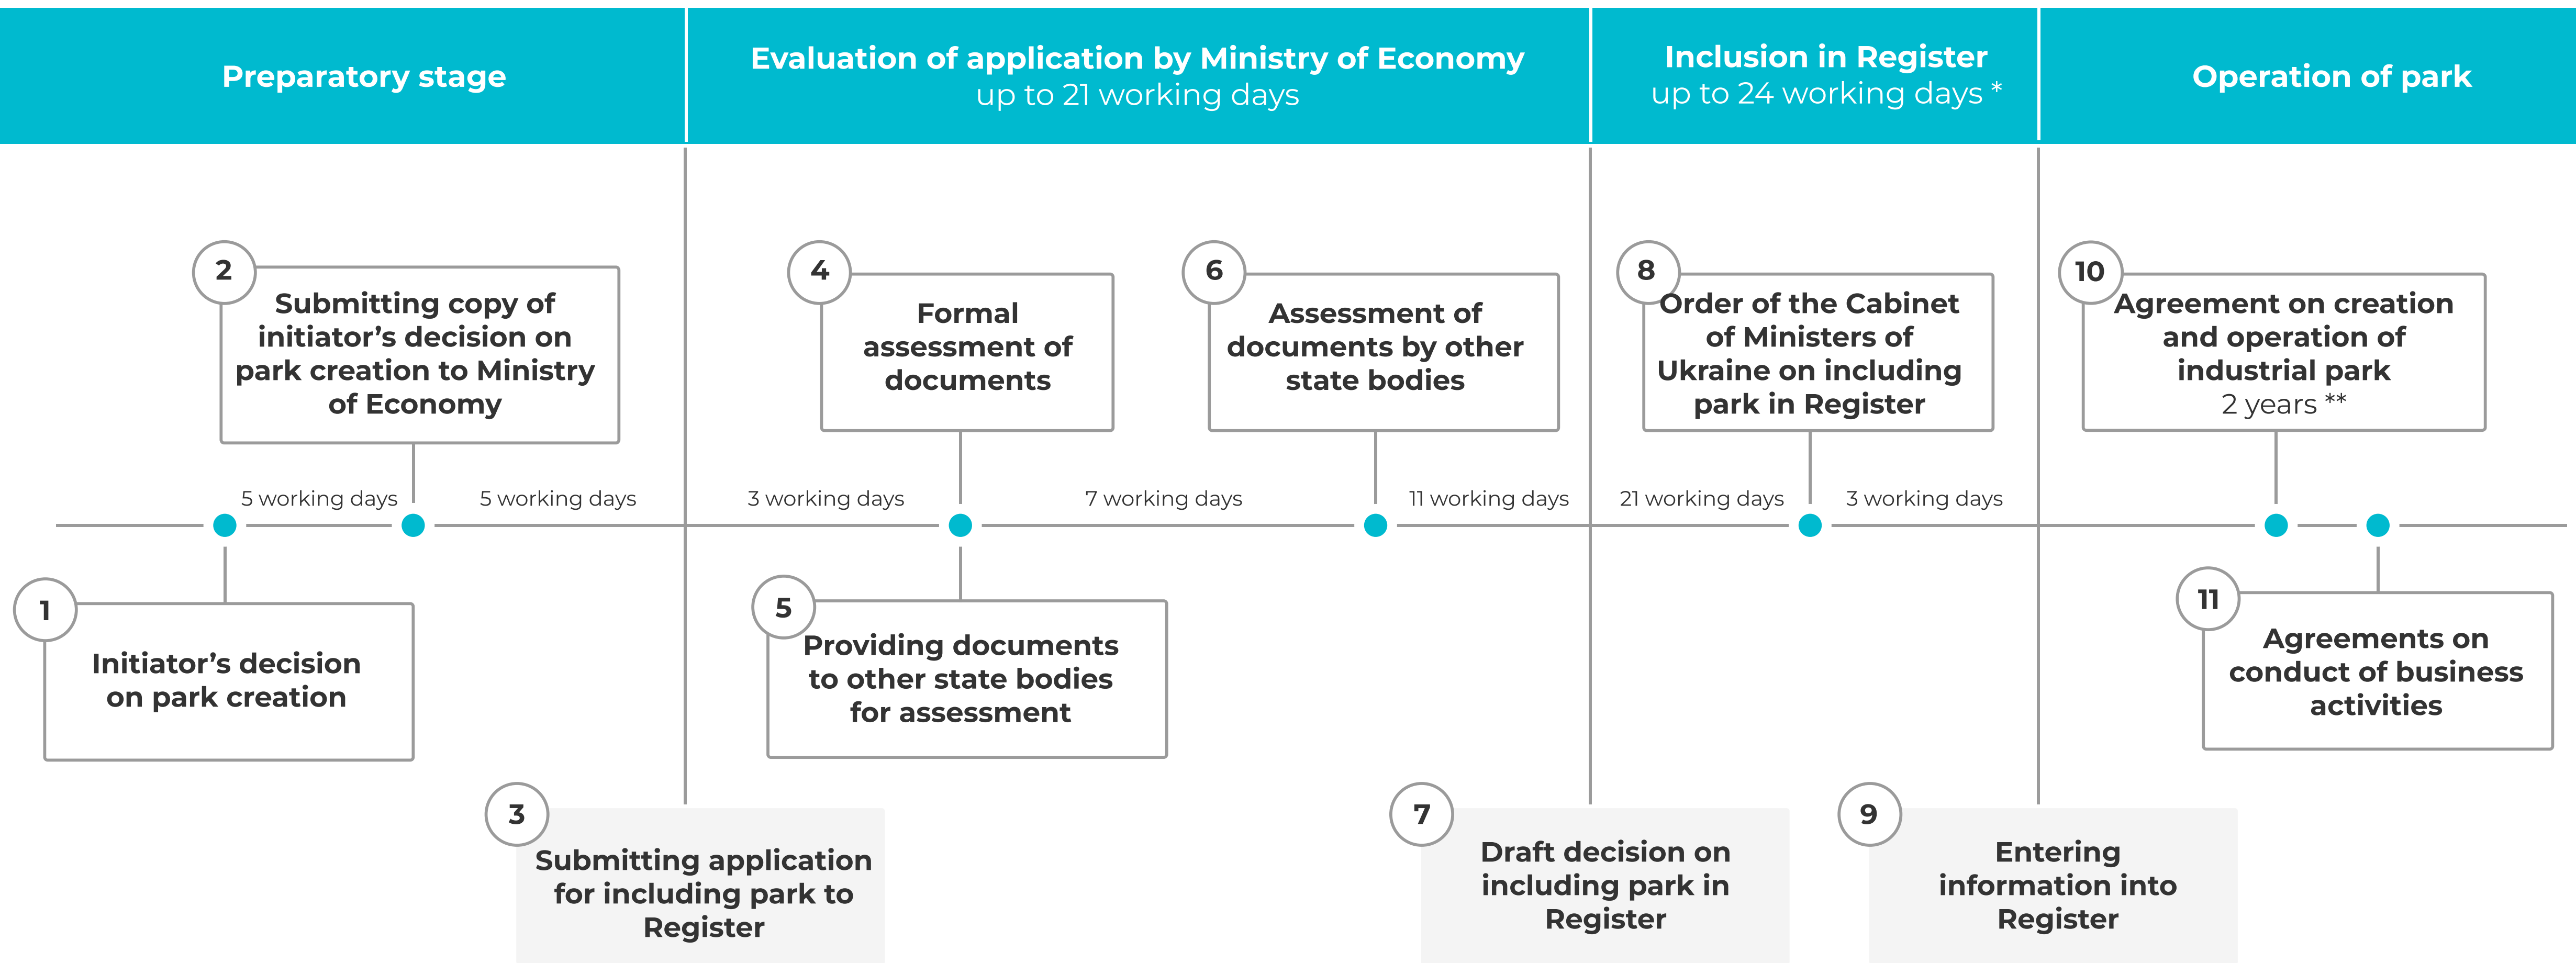 Preparatory stage
Evaluation of application by Ministry of Economy
up to 21 working days
Inclusion in Register
up to 24 working days *
Operation of park
2
Submitting copy of
initiator’s decision on
park creation to Ministry
of Economy
4
Formal
assessment of
documents
6
Assessment of
documents by other
state bodies
8
Order of the Cabinet
of Ministers of
Ukraine on including
park in Register
10
Agreement on creation
and operation of
industrial park
2 years **
5 working days
5 working days
3 working days
7 working days
11 working days
21 working days
3 working days
1
Initiator’s decision
on park creation
5
Providing documents
to other state bodies
for assessment
11
Agreements on
conduct of business
activities
3
Submitting application
for including park to
Register
7
Draft decision on
including park in
Register
9
Entering
information into
Register